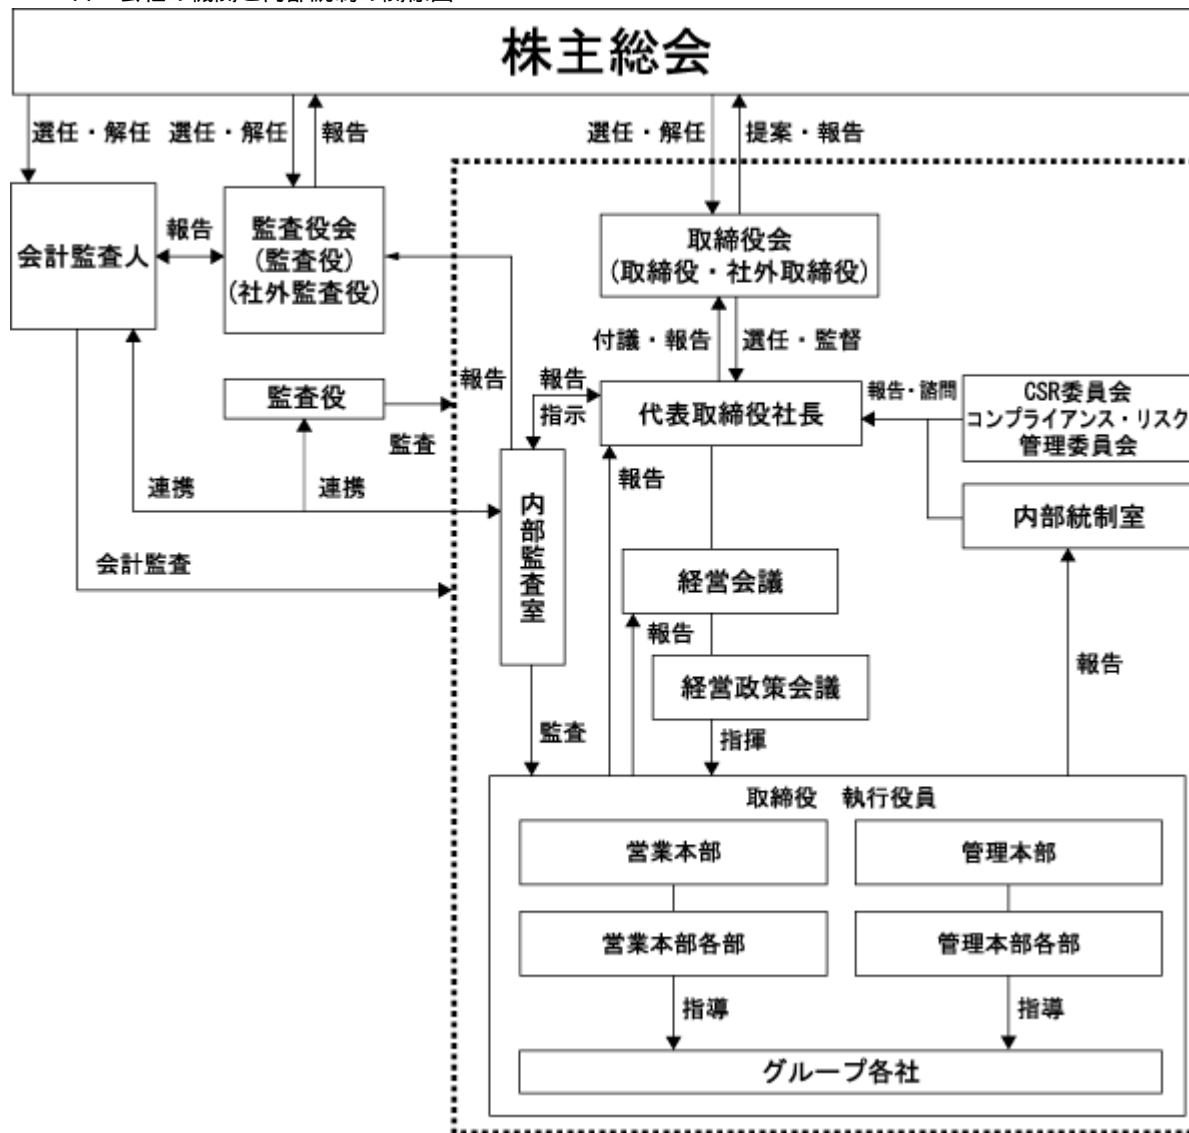 株主総会
選任・解任
選任・解任
報告
選任・解任
提案・報告
会計監査人
報告
監査役会
(監査役)
(社外監査役)
取締役会
(取締役・社外取締役)
付議・報告
選任・監督
監査役
監査
報告
報告
指示
代表取締役社長
報告・諮問
CSR委員会
コンプライアンス・リスク
管理委員会
報告
連携
連携
内部監査室
内部統制室
会計監査
経営会議
報告
経営政策会議
報告
監査
指揮
取締役 執行役員
営業本部
管理本部
営業本部各部
管理本部各部
指導
指導
グループ各社